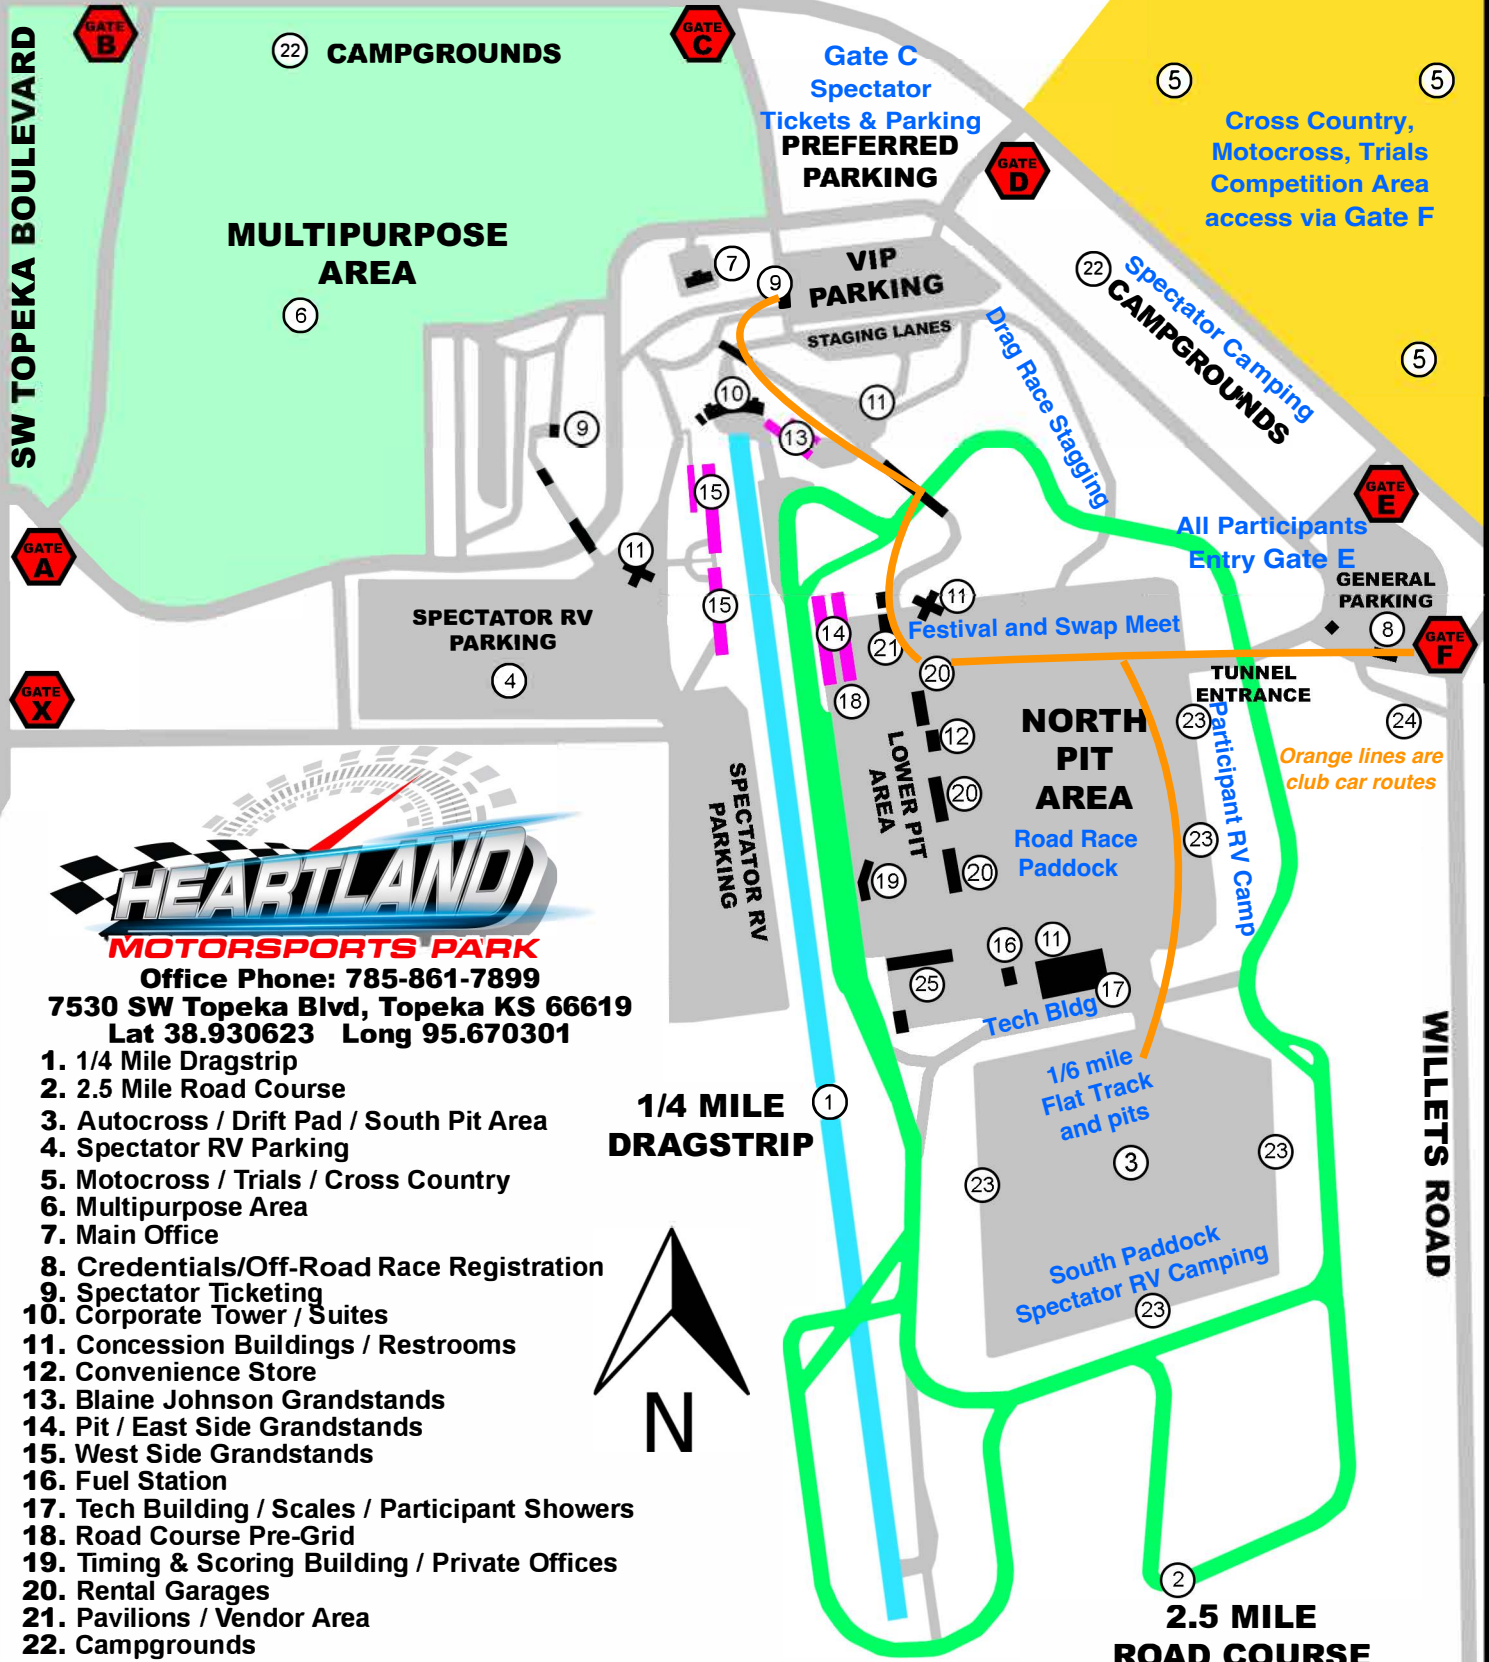 SW TOPEKA BOULEVARD
GATE
B
22 CAMPGROUNDS
GATE
C
Gate C
Spectator
Tickets & Parking
PREFERRED
PARKING
GATE
D
5
5
Cross Country,
Motocross, Trials
Competition Area
access via Gate F
5
MULTIPURPOSE
AREA
6
7
9
VIP
PARKING
STAGING LANES
22
Spectator Camping
CAMPGROUNDS
Drag Race Stagging
10
11
13
9
15
11
15
GATE
E
All Participants
Entry Gate E
GENERAL
PARKING
8
GATE
F
GATE
A
SPECTATOR RV
PARKING
4
GATE
X
11
Festival and Swap Meet
14
21
20
18
TUNNEL
ENTRANCE
23
24
Orange lines are
club car routes
NORTH
PIT
AREA
12
LOWER PIT
AREA
20
Road Race
Paddock
23
Participant RV Camp
19
20
SPECTATOR RV
PARKING
16
11
25
17
Tech Bldg
HEARTLAND
MOTORSPORTS PARK
Office Phone: 785-861-7899
7530 SW Topeka Blvd, Topeka KS 66619
Lat 38.930623 Long 95.670301
1. 1/4 Mile Dragstrip
2. 2.5 Mile Road Course
3. Autocross / Drift Pad / South Pit Area
4. Spectator RV Parking
5. Motocross / Trials / Cross Country
6. Multipurpose Area
7. Main Office
8. Credentials/Off-Road Race Registration
9. Spectator Ticketing
10. Corporate Tower / Suites
11. Concession Buildings / Restrooms
12. Convenience Store
13. Blaine Johnson Grandstands
14. Pit / East Side Grandstands
15. West Side Grandstands
16. Fuel Station
17. Tech Building / Scales / Participant Showers
18. Road Course Pre-Grid
19. Timing & Scoring Building / Private Offices
20. Rental Garages
21. Pavilions / Vendor Area
22. Campgrounds
1/4 MILE
DRAGSTRIP
1
N
1/6 mile
Flat Track
and pits
3
23
23
South Paddock
Spectator RV Camping
23
WILLETS ROAD
2
2.5 MILE
ROAD COURSE